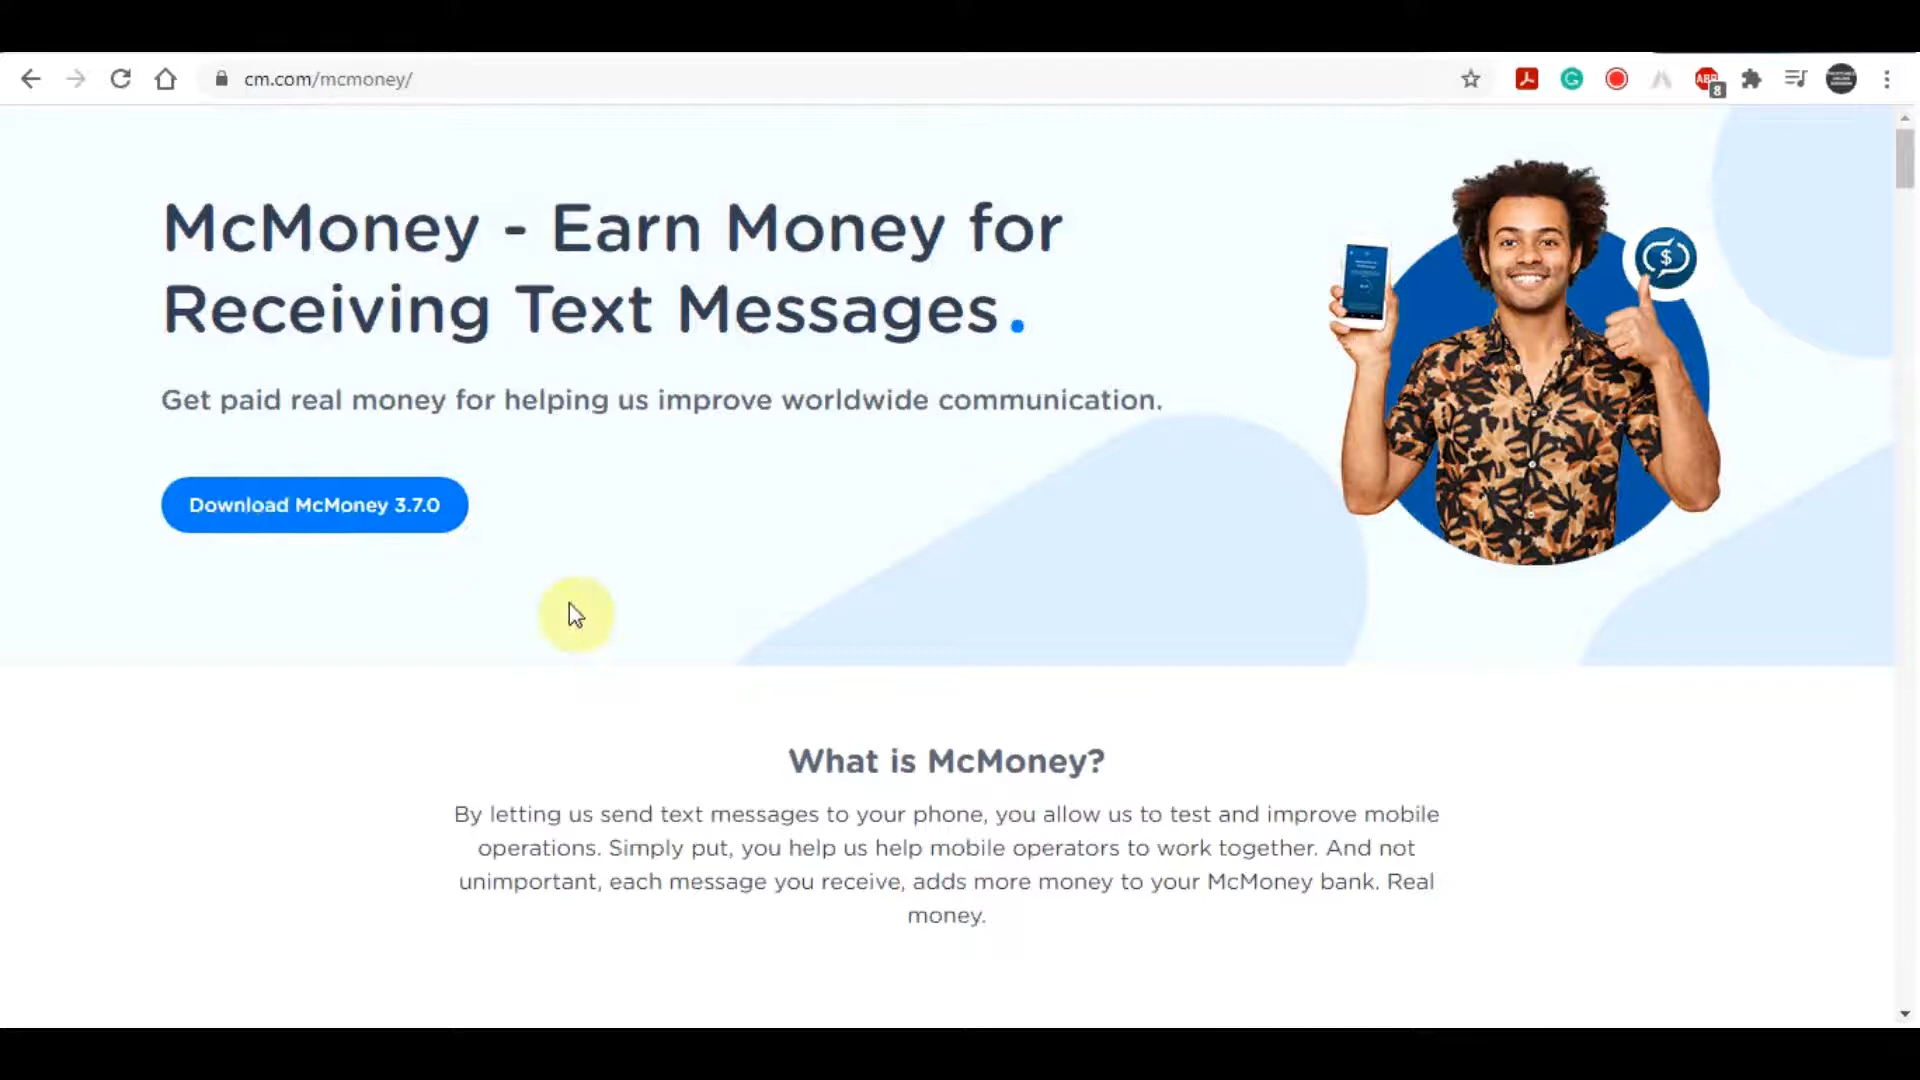 cm.com/mcmoney/
ABP
8
McMoney - Earn Money for
Receiving Text Messages.
$
Get paid real money for helping us improve worldwide communication.
Download McMoney 3.7.0
What is McMoney?
By letting us send text messages to your phone, you allow us to test and improve mobile
operations. Simply put, you help us help mobile operators to work together. And not
unimportant, each message you receive, adds more money to your McMoney bank. Real
money.